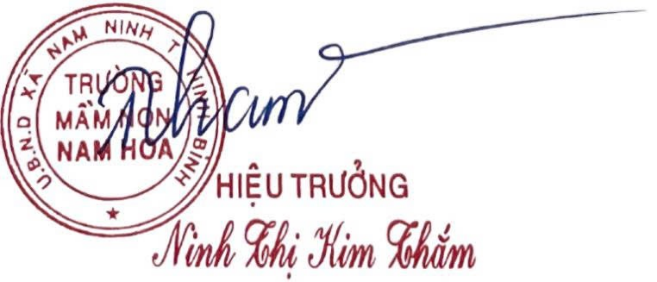 U.B.N.D XÃ NAM NINH T. NINH BÌNH
TRƯỜNG
MẦM NON
NAM HOA
HIỆU TRƯỞNG
Ninh Thị Kim Thắm